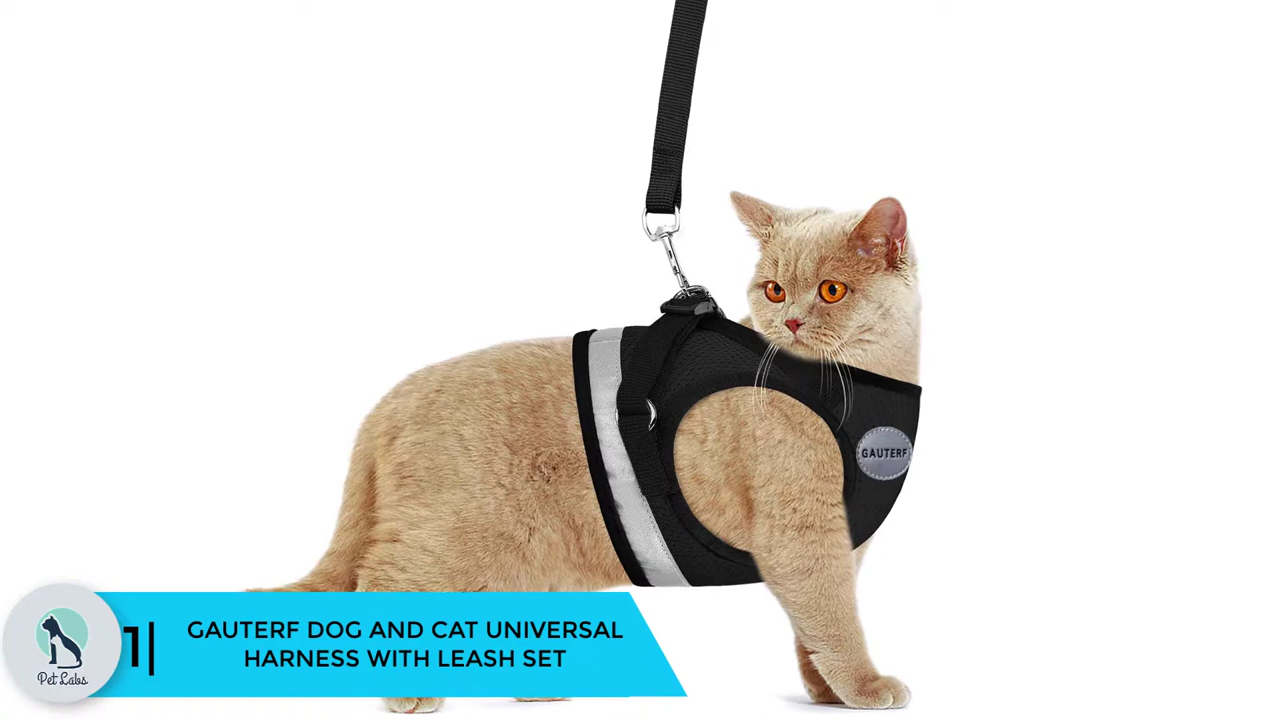 GAUTERF
1|
GAUTERF DOG AND CAT UNIVERSAL
HARNESS WITH LEASH SET
Pet Labs